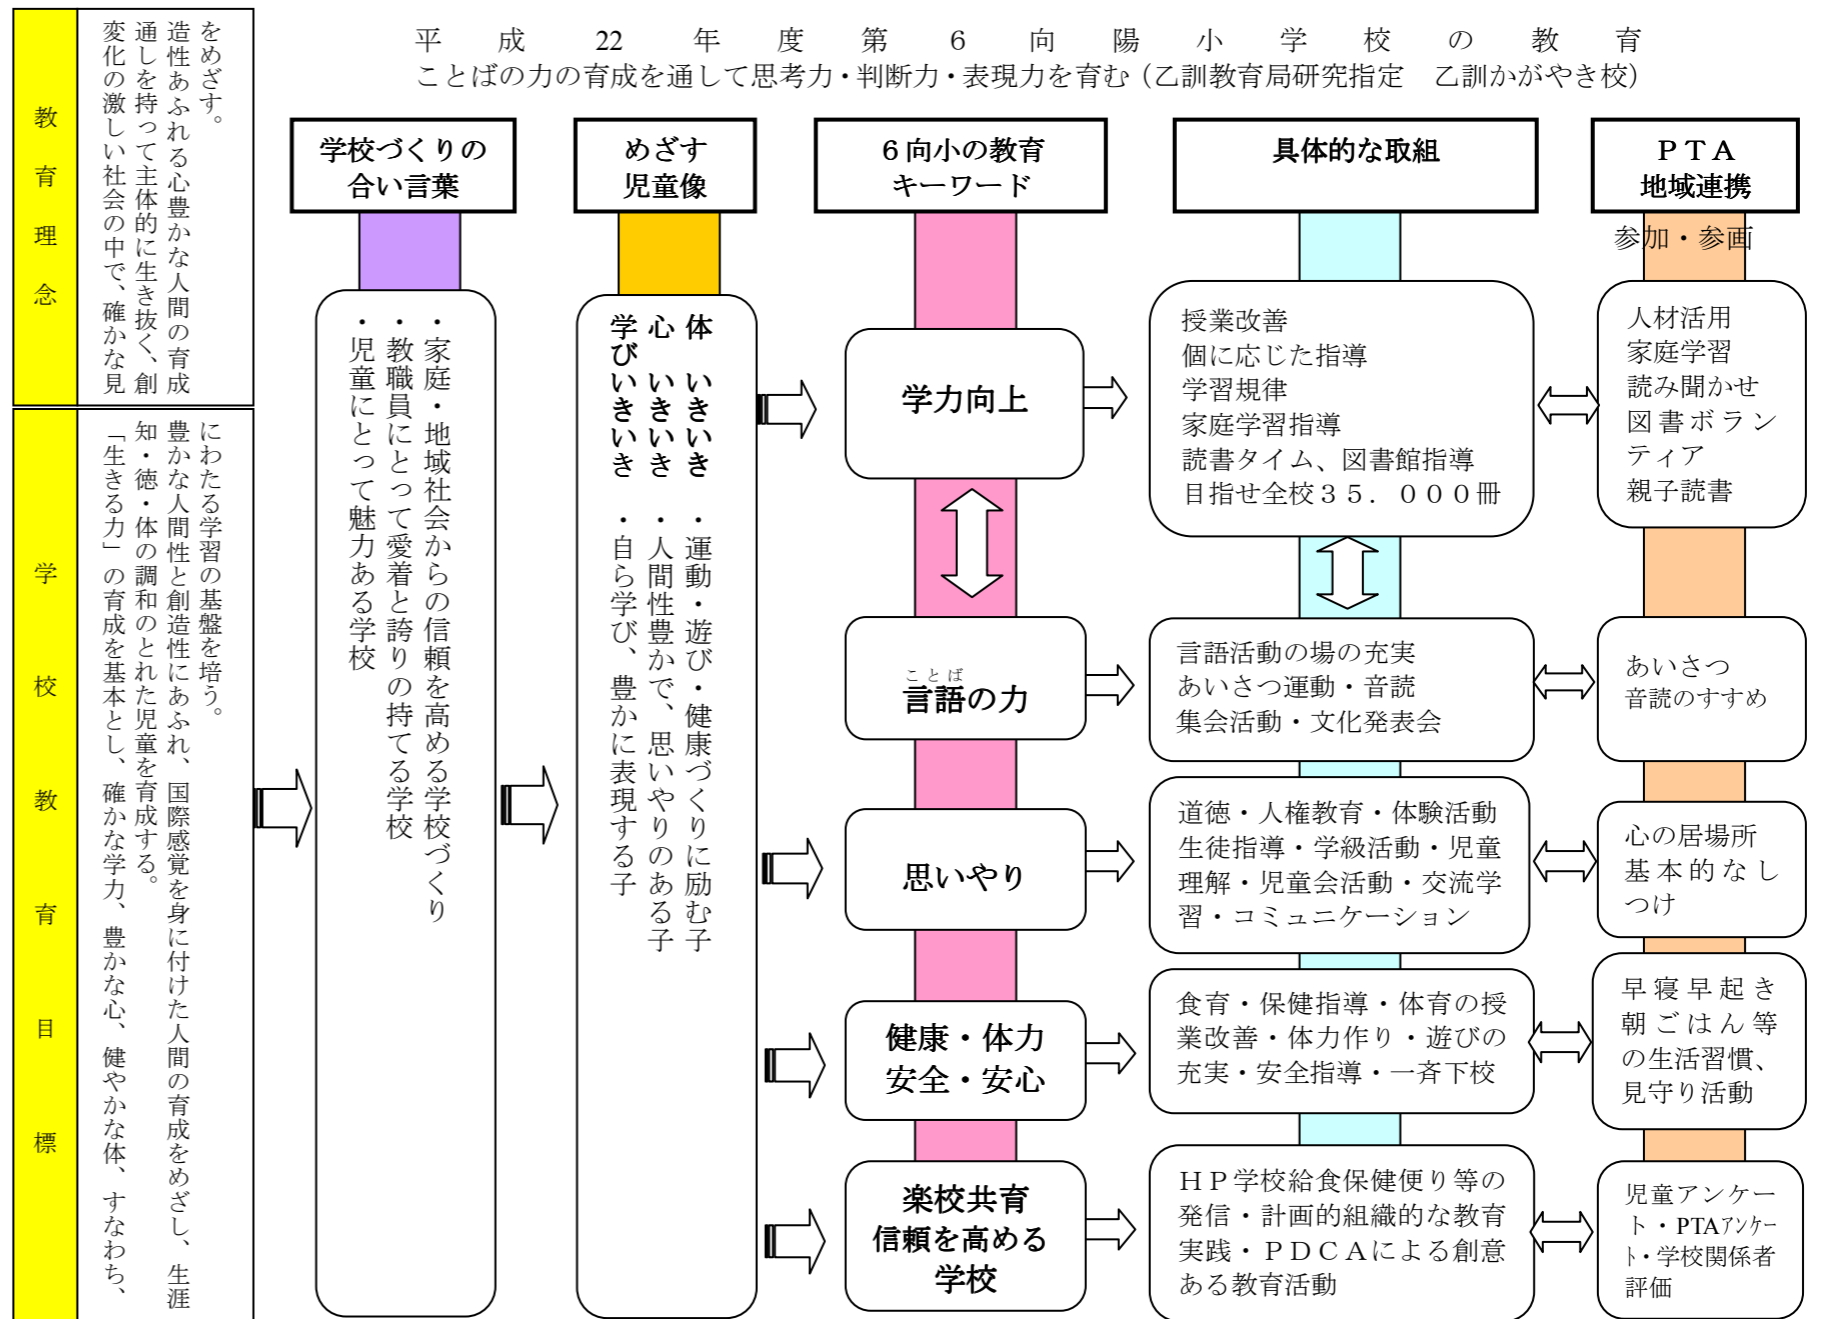 平成22年度第6向陽小学校の教育
ことばの力の育成を通して思考力・判断力・表現力を育む（乙訓教育局研究指定　乙訓かがやき校）
教育理念
変化の激しい社会の中で、確かな見
通しを持って主体的に生き抜く、創
造性あふれる心豊かな人間の育成
をめざす。
学校教育目標
「生きる力」の育成を基本とし、確かな学力、豊かな心、健やかな体、すなわち、
知・徳・体の調和のとれた児童を育成する。
豊かな人間性と創造性にあふれ、国際感覚を身に付けた人間の育成をめざし、生涯
にわたる学習の基盤を培う。
学校づくりの
合い言葉
・児童にとって魅力ある学校
・教職員にとって愛着と誇りの持てる学校
・家庭・地域社会からの信頼を高める学校づくり
めざす
児童像
学びいきいき　・自ら学び、豊かに表現する子
心　いきいき　・人間性豊かで、思いやりのある子
体　いきいき　・運動・遊び・健康づくりに励む子
６向小の教育
キーワード
学力向上
ことば
言語の力
思いやり
健康・体力
安全・安心
楽校共育
信頼を高める
学校
具体的な取組
授業改善
個に応じた指導
学習規律
家庭学習指導
読書タイム、図書館指導
目指せ全校３５．０００冊
言語活動の場の充実
あいさつ運動・音読
集会活動・文化発表会
道徳・人権教育・体験活動
生徒指導・学級活動・児童
理解・児童会活動・交流学
習・コミュニケーション
食育・保健指導・体育の授
業改善・体力作り・遊びの
充実・安全指導・一斉下校
ＨＰ学校給食保健便り等の
発信・計画的組織的な教育
実践・ＰＤＣＡによる創意
ある教育活動
ＰＴＡ
地域連携
参加・参画
人材活用
家庭学習
読み聞かせ
図書ボラン
ティア
親子読書
あいさつ
音読のすすめ
心の居場所
基本的なし
つけ
早寝早起き
朝ごはん等
の生活習慣、
見守り活動
児童アンケー
ト・PTAｱﾝｹｰ
ﾄ・学校関係者
評価